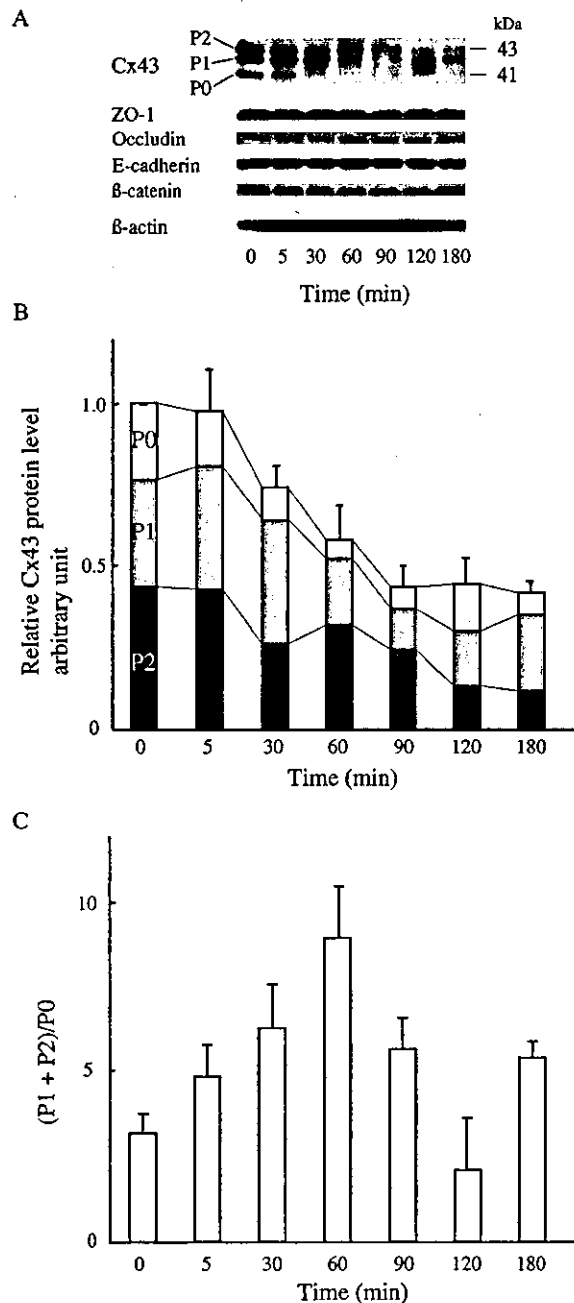 A
kDa
P2
43
Cx43
P1
P0
41
ZO-1
Occludin
E-cadherin
ß-catenin
ß-actin
0 5 30 60 90 120 180
Time (min)
B
Relative Cx43 protein level
arbitrary unit
1.0
0.5
0
P0
P1
P2
0 5 30 60 90 120 180
Time (min)
C
(P1 + P2)/P0
10
5
0
0 5 30 60 90 120 180
Time (min)